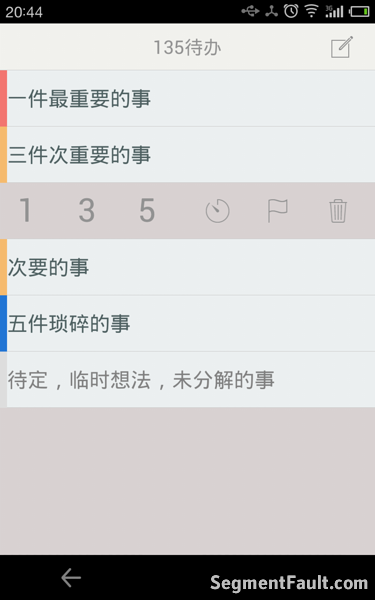 20:44
3G
135待办
一件最重要的事
三件次重要的事
1 3 5
次要的事
五件琐碎的事
待定，临时想法，未分解的事
SegmentFault.com